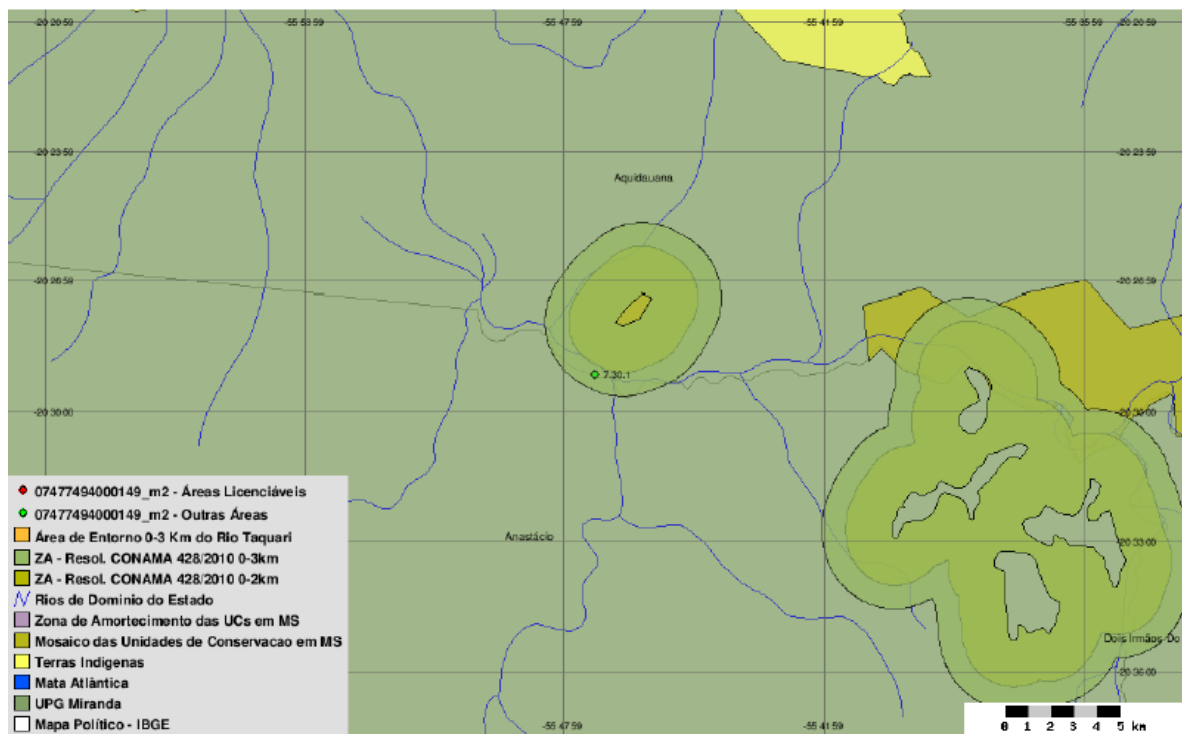 -55 53 59
-55 47 59
-55 41 59
-55 35 59
-20 20 59
-20 20 59
-20 23 59
-20 23 59
Aquidauana
-20 26 59
-20 26 59
7.30.1
-20 30 00
-20 30 00
07477494000149_m2 - Áreas Licenciáveis
07477494000149_m2 - Outras Áreas
Área de Entorno 0-3 Km do Rio Taquari
ZA - Resol. CONAMA 428/2010 0-3km
ZA - Resol. CONAMA 428/2010 0-2km
Rios de Dominio do Estado
Zona de Amortecimento das UCs em MS
Mosaico das Unidades de Conservacao em MS
Terras Indigenas
Mata Atlântica
UPG Miranda
Mapa Político - IBGE
Anastácio
-20 33 00
Dois Irmãos Do
-20 36 00
-55 47 59
-55 41 59
0 1 2 3 4 5 km